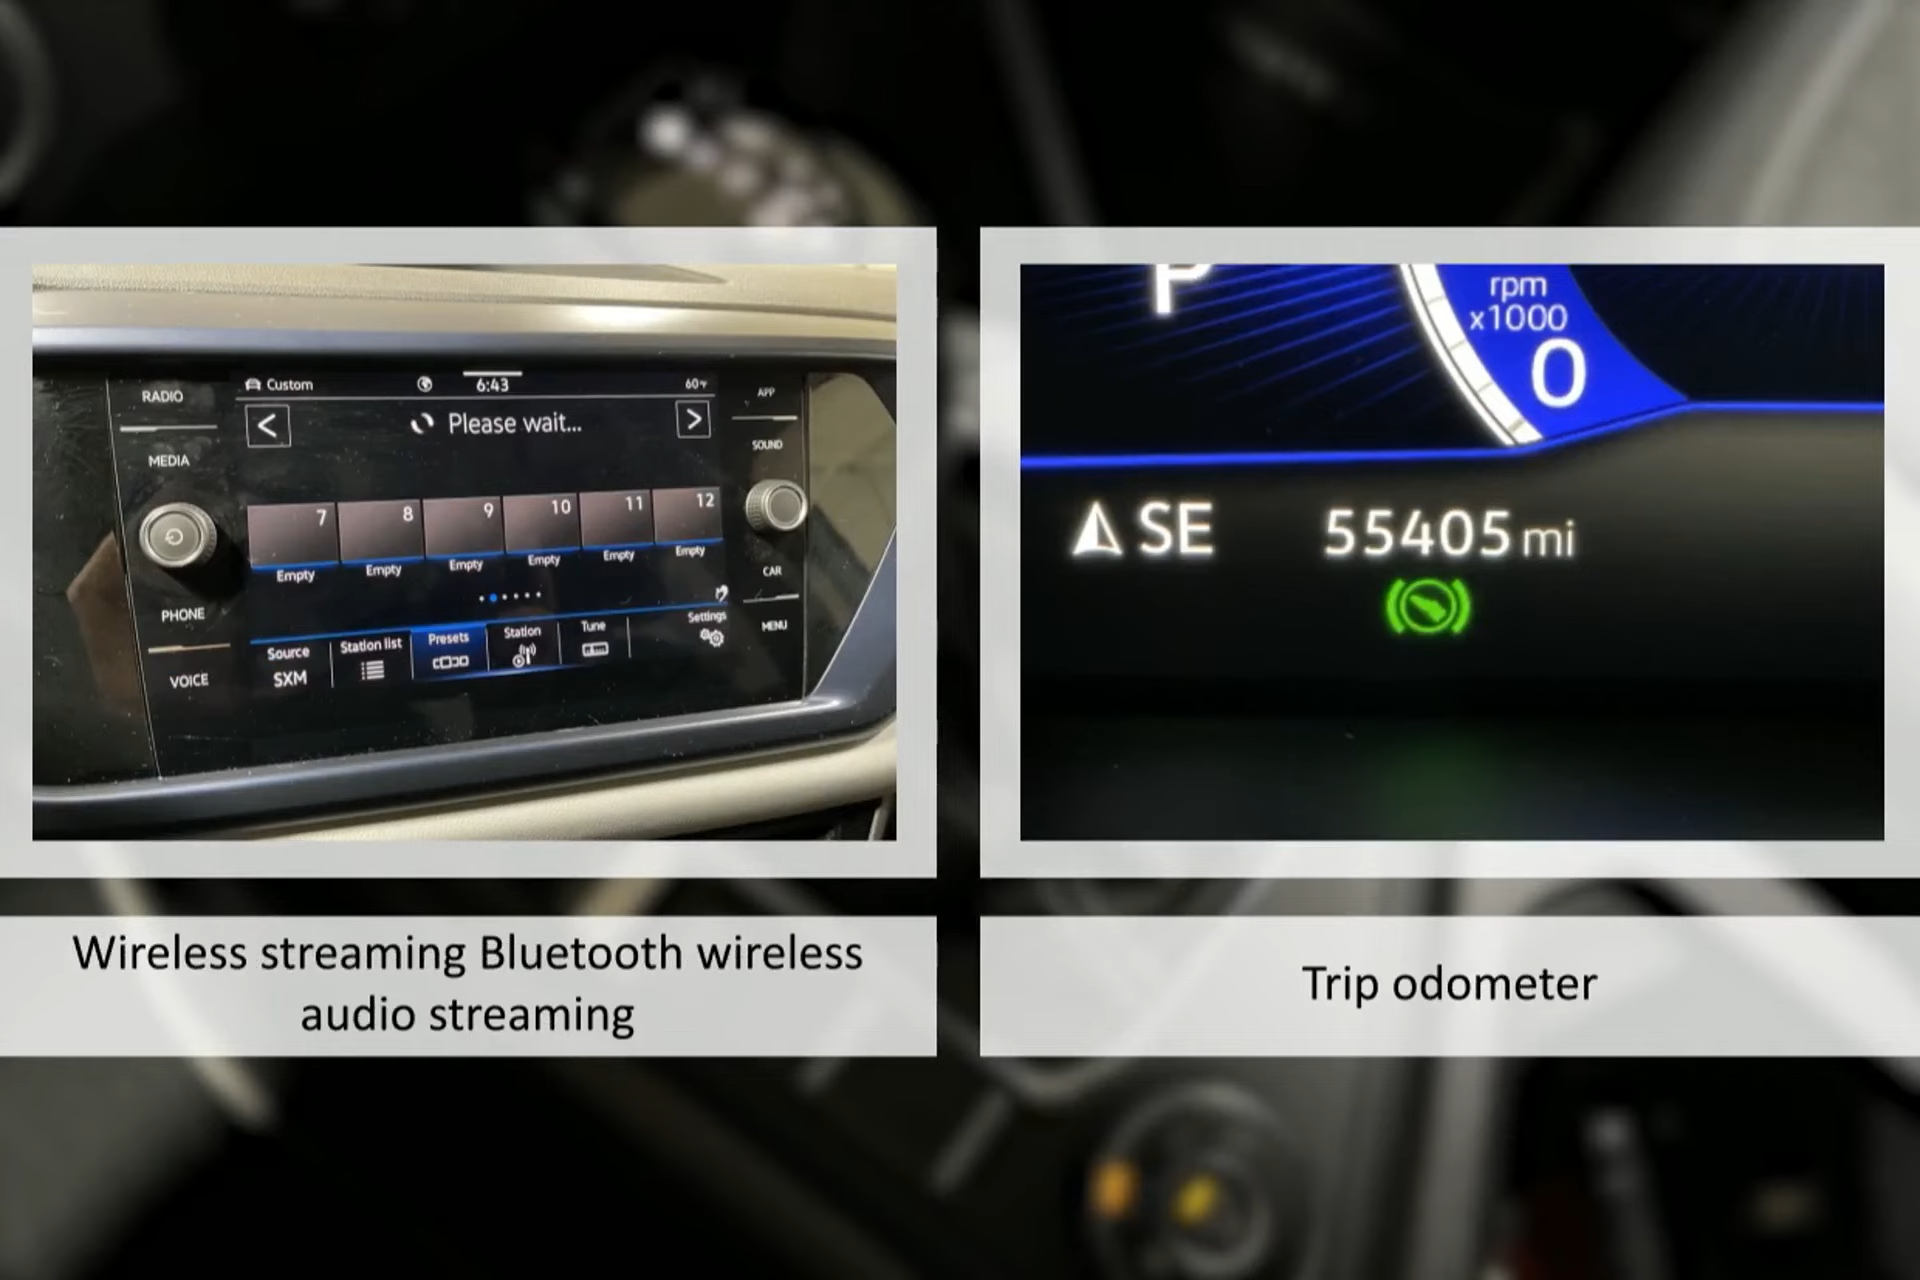 RADIO
MEDIA
PHONE
VOICE
Custom
6:43
60°F
Please wait...
7
8
9
10
11
12
Empty
Empty
Empty
Empty
Empty
Empty
Source
SXM
Station list
Presets
Station
Tune
Settings
APP
SOUND
CAR
MENU
P
rpm
x1000
0
SE
55405 mi
Wireless streaming Bluetooth wireless
audio streaming
Trip odometer